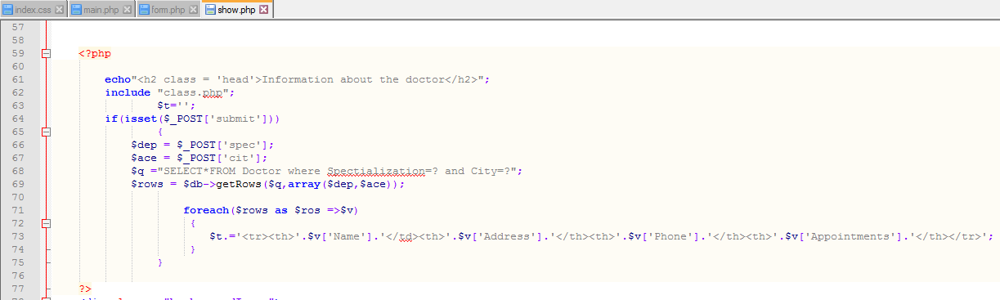 index.css main.php form.php show.php
57
58
59 <?php
60
61 echo"<h2 class = 'head'>Information about the doctor</h2>";
62 include "class.php";
63 $t='';
64 if(isset($_POST['submit']))
65 {
66 $dep = $_POST['spec'];
67 $ace = $_POST['cit'];
68 $q ="SELECT*FROM Doctor where Spectialization=? and City=?";
69 $rows = $db->getRows($q,array($dep,$ace));
70
71 foreach($rows as $ros =>$v)
72 {
73 $t.='<tr><th>'.$v['Name'].'</td><th>'.$v['Address'].'</th><th>'.$v['Phone'].'</th><th>'.$v['Appointments'].'</th></tr>';
74 }
75 }
76
77 ?>